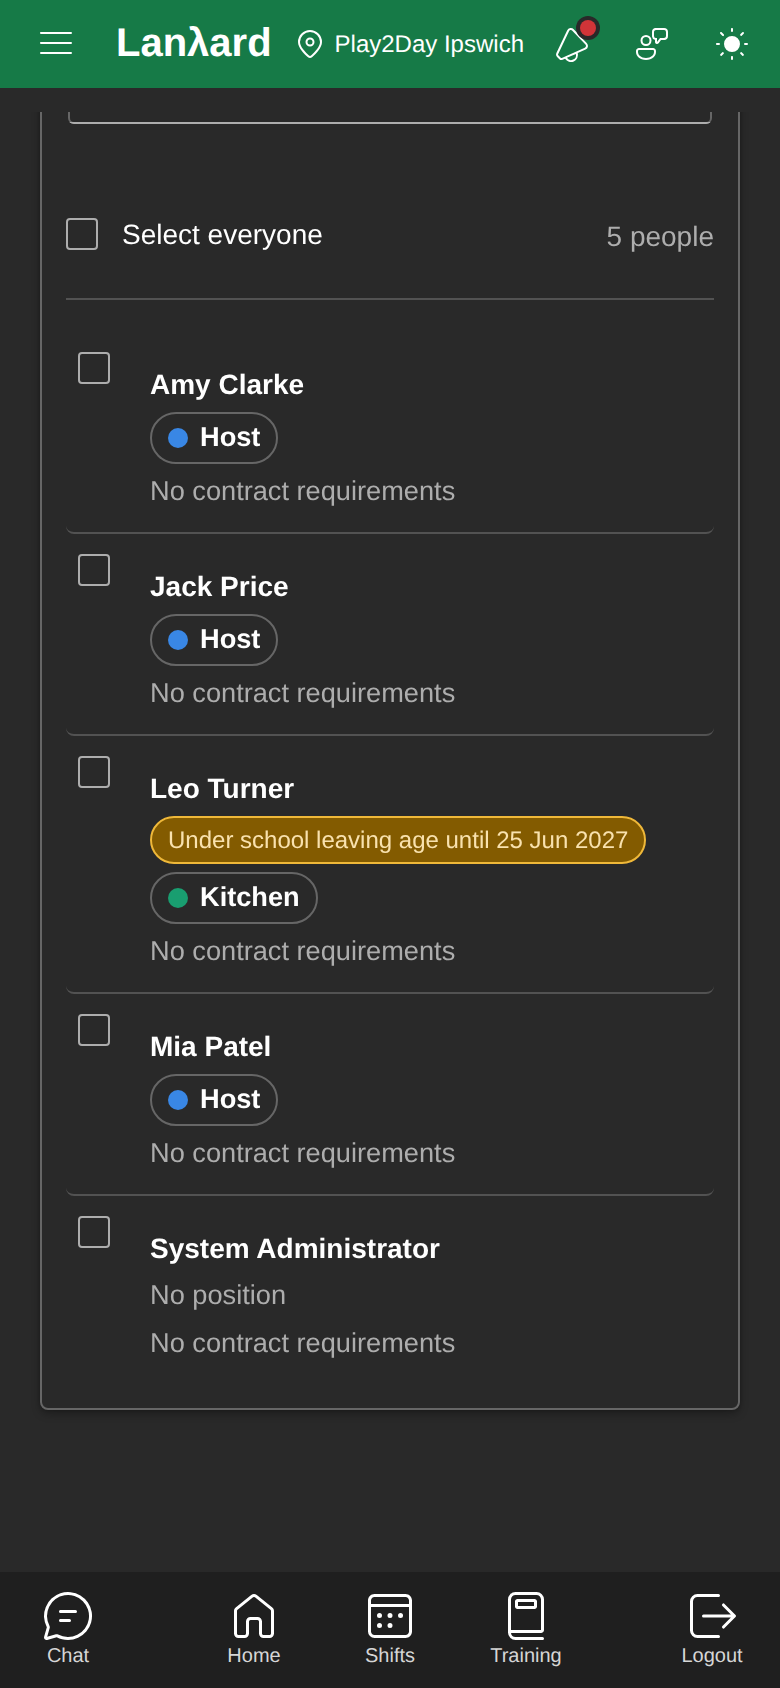 Lanλard
Play2Day Ipswich
Select everyone
5 people
Amy Clarke
Host
No contract requirements
Jack Price
Host
No contract requirements
Leo Turner
Under school leaving age until 25 Jun 2027
Kitchen
No contract requirements
Mia Patel
Host
No contract requirements
System Administrator
No position
No contract requirements
Chat
Home
Shifts
Training
Logout